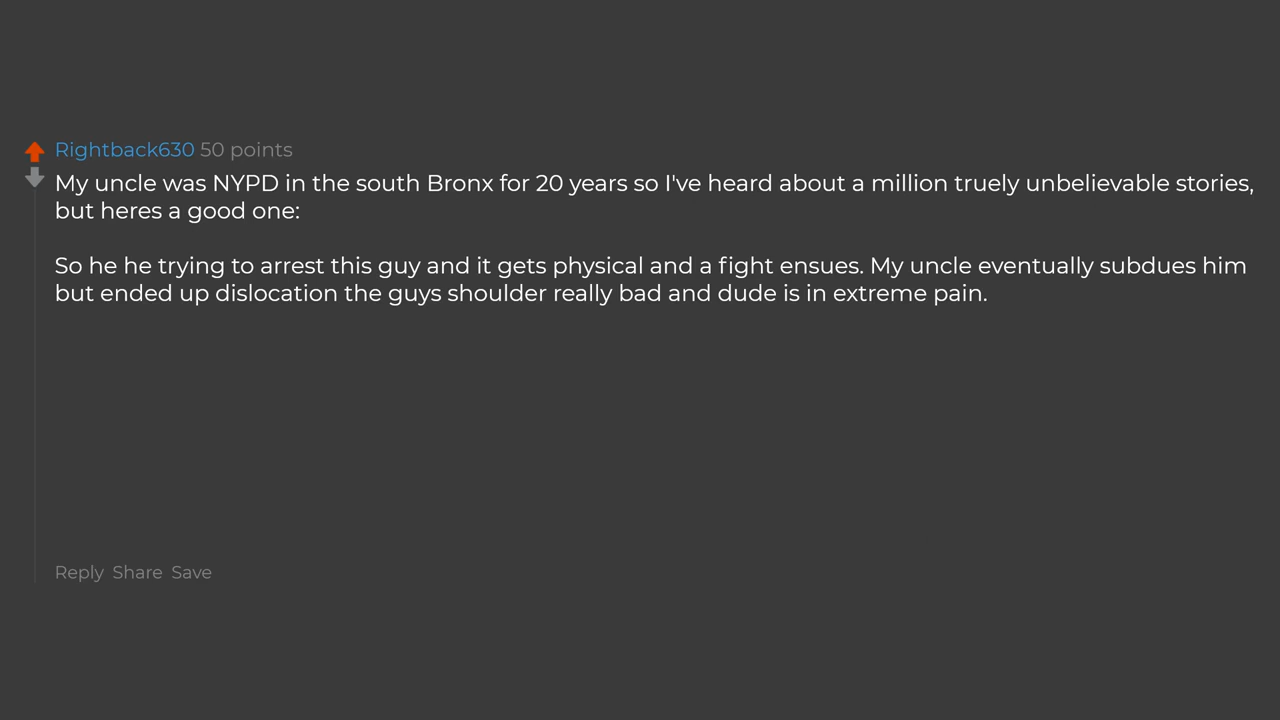 Rightback630 50 points
My uncle was NYPD in the south Bronx for 20 years so I've heard about a million truely unbelievable stories,
but heres a good one:
So he he trying to arrest this guy and it gets physical and a fight ensues. My uncle eventually subdues him
but ended up dislocation the guys shoulder really bad and dude is in extreme pain.
Reply Share Save